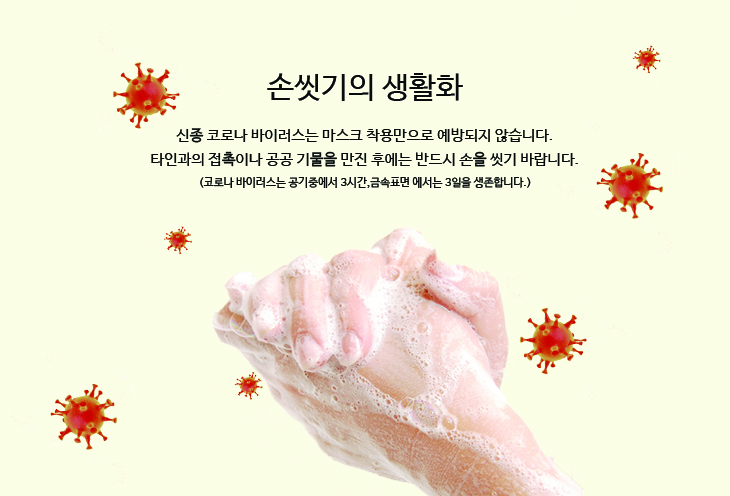 손씻기의 생활화
신종 코로나 바이러스는 마스크 착용만으로 예방되지 않습니다.
타인과의 접촉이나 공공 기물을 만진 후에는 반드시 손을 씻기 바랍니다.
(코로나 바이러스는 공기중에서 3시간,금속표면 에서는 3일을 생존합니다.)